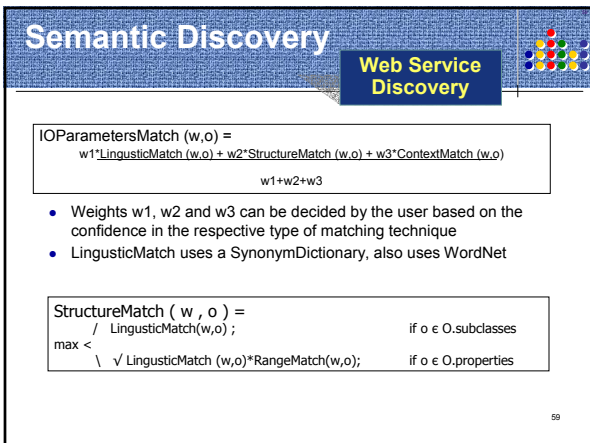 Semantic Discovery
Web Service
Discovery
IOParametersMatch (w,o) =
w1*LingusticMatch (w,o) + w2*StructureMatch (w,o) + w3*ContextMatch (w,o)
w1+w2+w3
• Weights w1, w2 and w3 can be decided by the user based on the
confidence in the respective type of matching technique
• LingusticMatch uses a SynonymDictionary, also uses WordNet
StructureMatch ( w , o ) =
/ LingusticMatch(w,o) ; if o ϵ O.subclasses
max <
\ √ LingusticMatch (w,o)*RangeMatch(w,o); if o ϵ O.properties
59